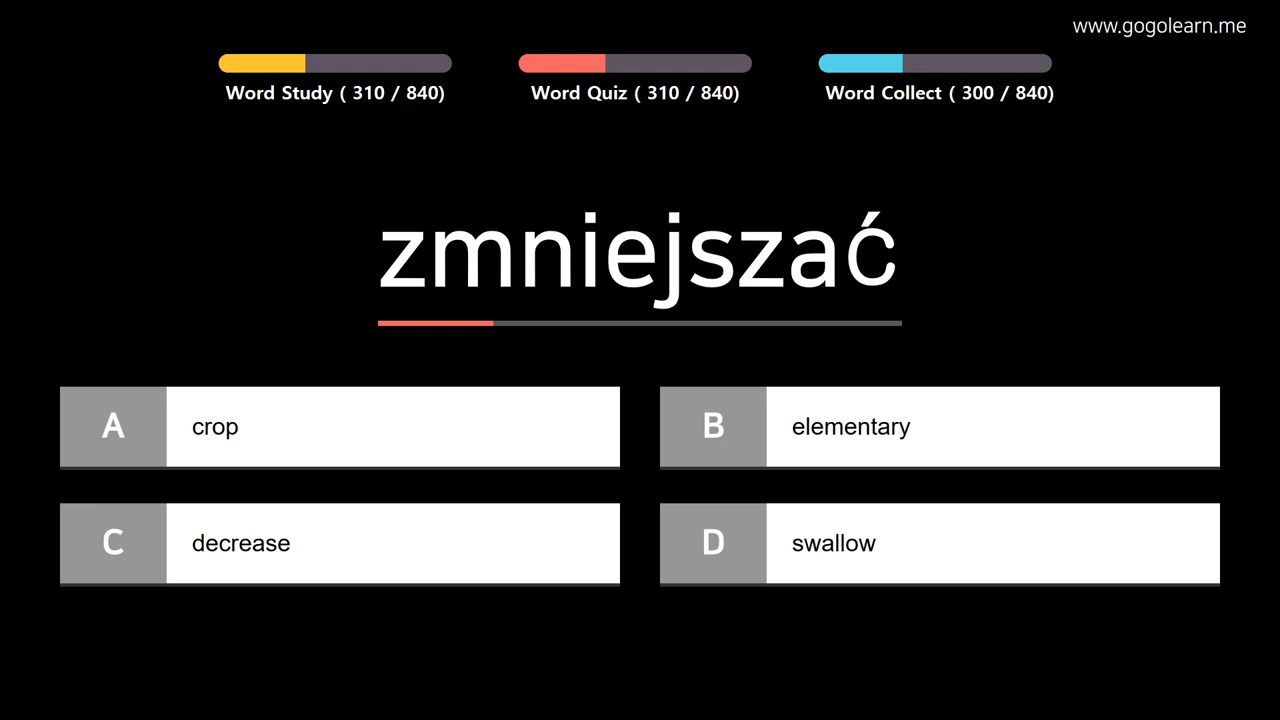 www.gogolearn.me
Word Study ( 310 / 840)
Word Quiz ( 310 / 840)
Word Collect ( 300 / 840)
zmniejszać
A crop
B elementary
C decrease
D swallow